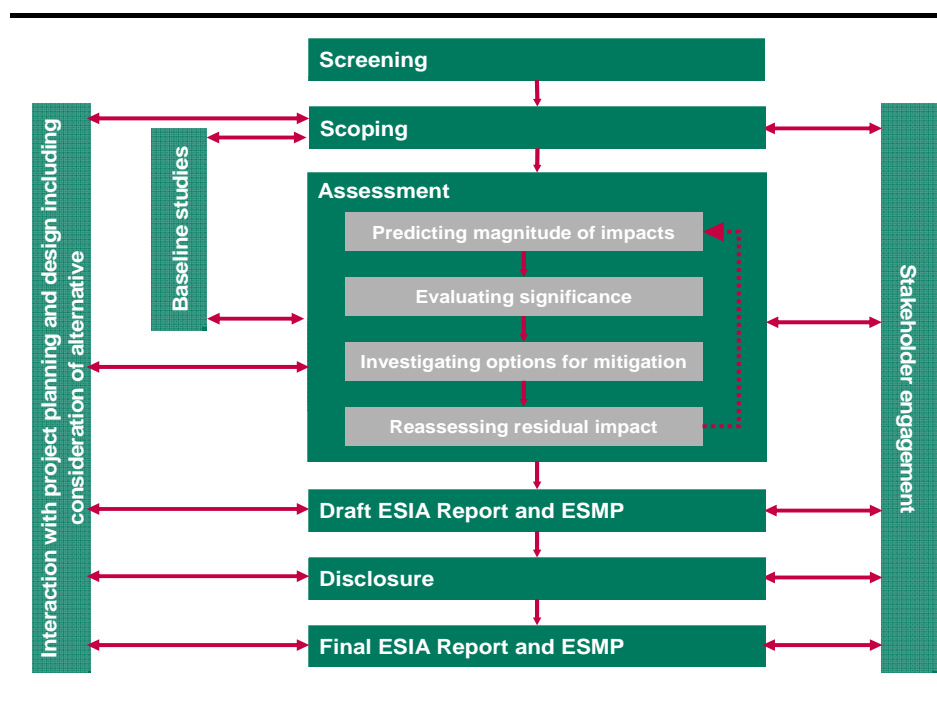 Screening
Scoping
Assessment
Predicting magnitude of impacts
Evaluating significance
Investigating options for mitigation
Reassessing residual impact
Draft ESIA Report and ESMP
Disclosure
Final ESIA Report and ESMP
Interaction with project planning and design including
consideration of alternative
Baseline studies
Stakeholder engagement